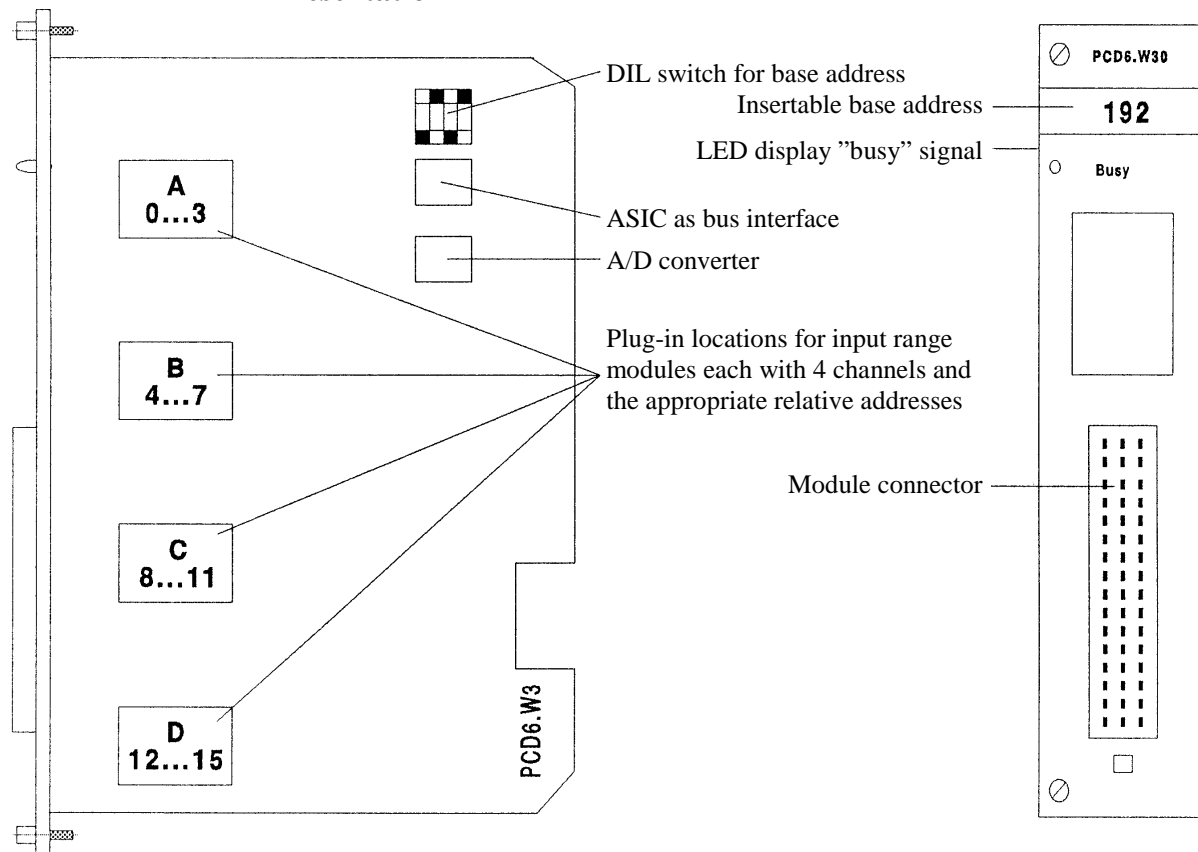 DIL switch for base address
Insertable base address
LED display ”busy” signal
ASIC as bus interface
A/D converter
Plug-in locations for input range
modules each with 4 channels and
the appropriate relative addresses
Module connector
A
0...3
B
4...7
C
8...11
D
12...15
PCD6.W3
PCD6.W30
192
Busy